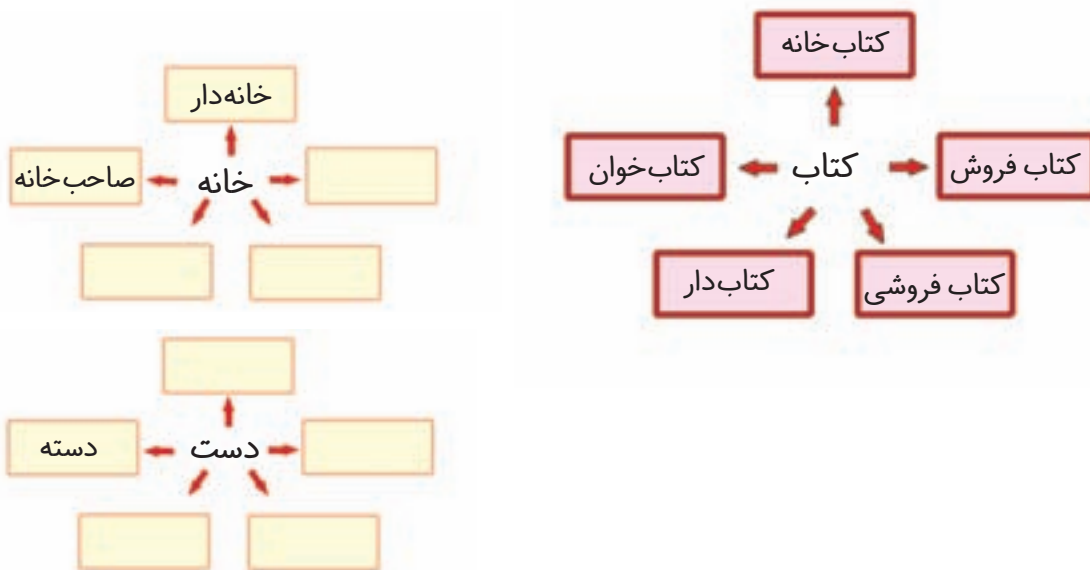 کتاب‌خانه
کتاب فروش
کتاب
کتاب‌خوان
کتاب فروشی
کتاب‌دار
خانه‌دار
خانه
صاحب‌خانه
دست
دسته